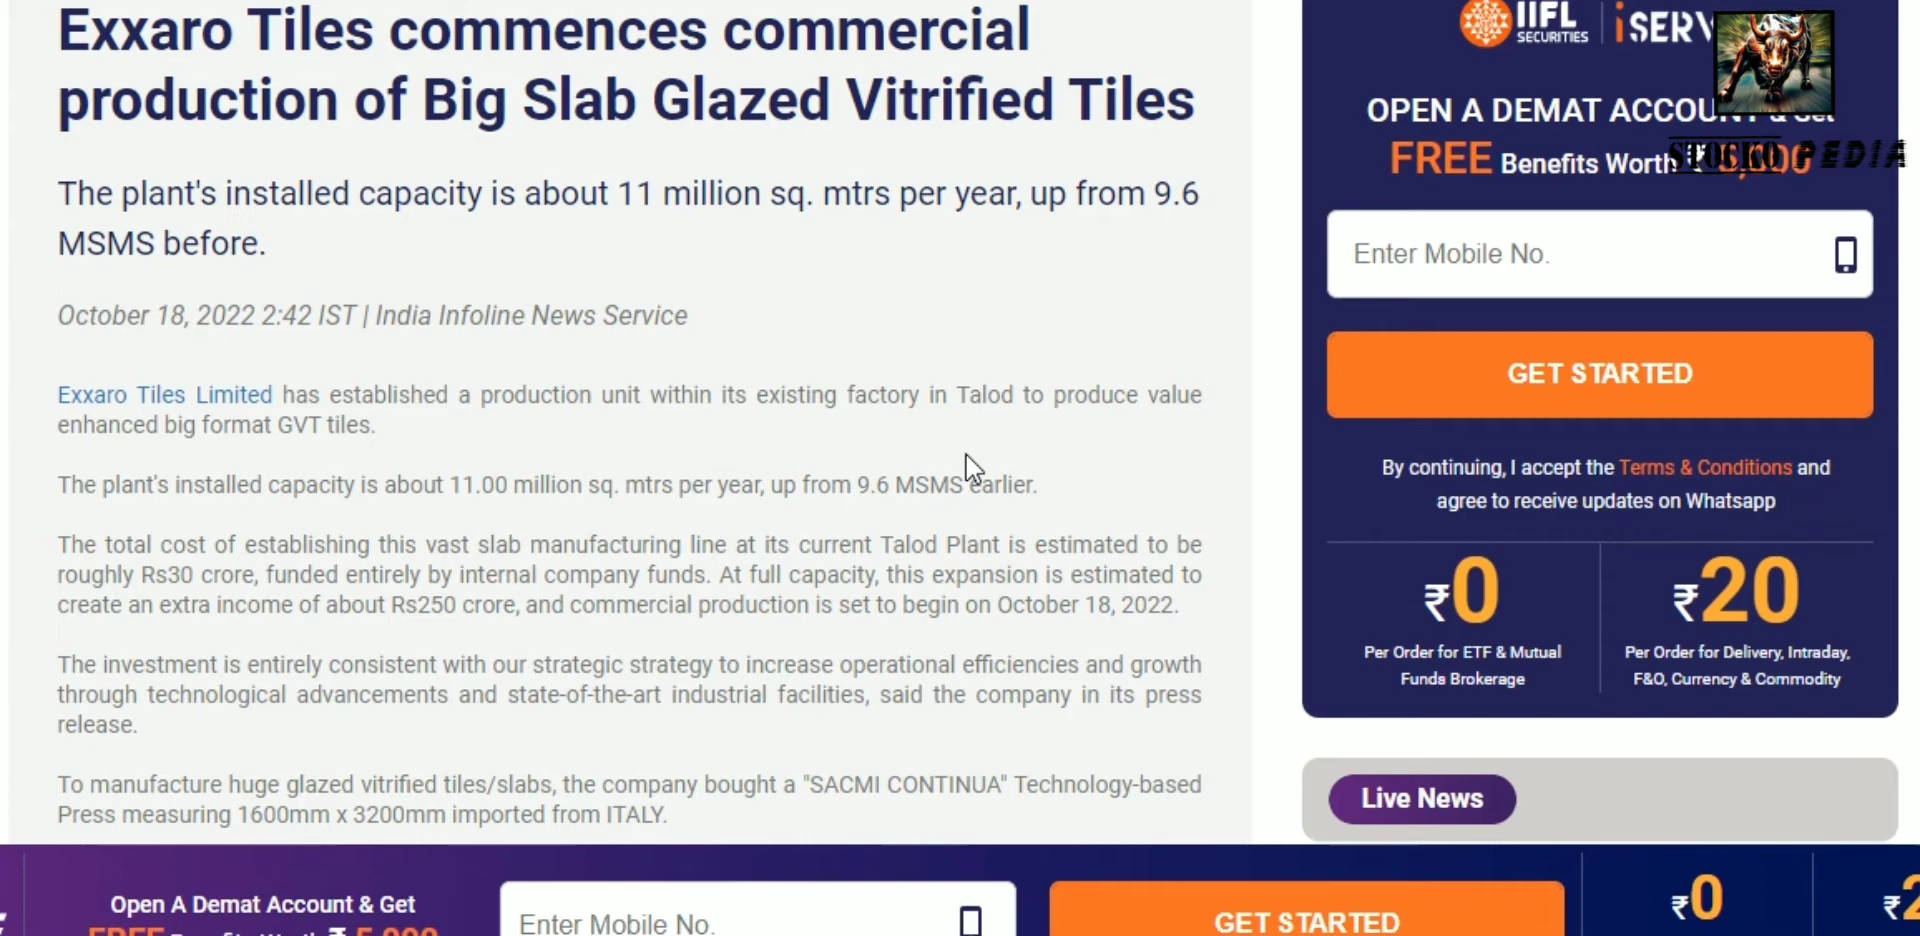 Exxaro Tiles commences commercial
production of Big Slab Glazed Vitrified Tiles
The plant's installed capacity is about 11 million sq. mtrs per year, up from 9.6
MSMS before.
October 18, 2022 2:42 IST | India Infoline News Service
Exxaro Tiles Limited has established a production unit within its existing factory in Talod to produce value
enhanced big format GVT tiles.
The plant's installed capacity is about 11.00 million sq. mtrs per year, up from 9.6 MSMS earlier.
The total cost of establishing this vast slab manufacturing line at its current Talod Plant is estimated to be
roughly Rs30 crore, funded entirely by internal company funds. At full capacity, this expansion is estimated to
create an extra income of about Rs250 crore, and commercial production is set to begin on October 18, 2022.
The investment is entirely consistent with our strategic strategy to increase operational efficiencies and growth
through technological advancements and state-of-the-art industrial facilities, said the company in its press
release.
To manufacture huge glazed vitrified tiles/slabs, the company bought a "SACMI CONTINUA" Technology-based
Press measuring 1600mm x 3200mm imported from ITALY.
IIFL
SECURITIES
OPEN A DEMAT
FREE Benefits Worth ₹
STOCKO PEDIA
Enter Mobile No.
GET STARTED
By continuing, I accept the Terms & Conditions and
agree to receive updates on Whatsapp
₹0
Per Order for ETF & Mutual
Funds Brokerage
₹20
Per Order for Delivery, Intraday,
F&O, Currency & Commodity
Live News
Open A Demat Account & Get
Enter Mobile No.
GET STARTED
₹0